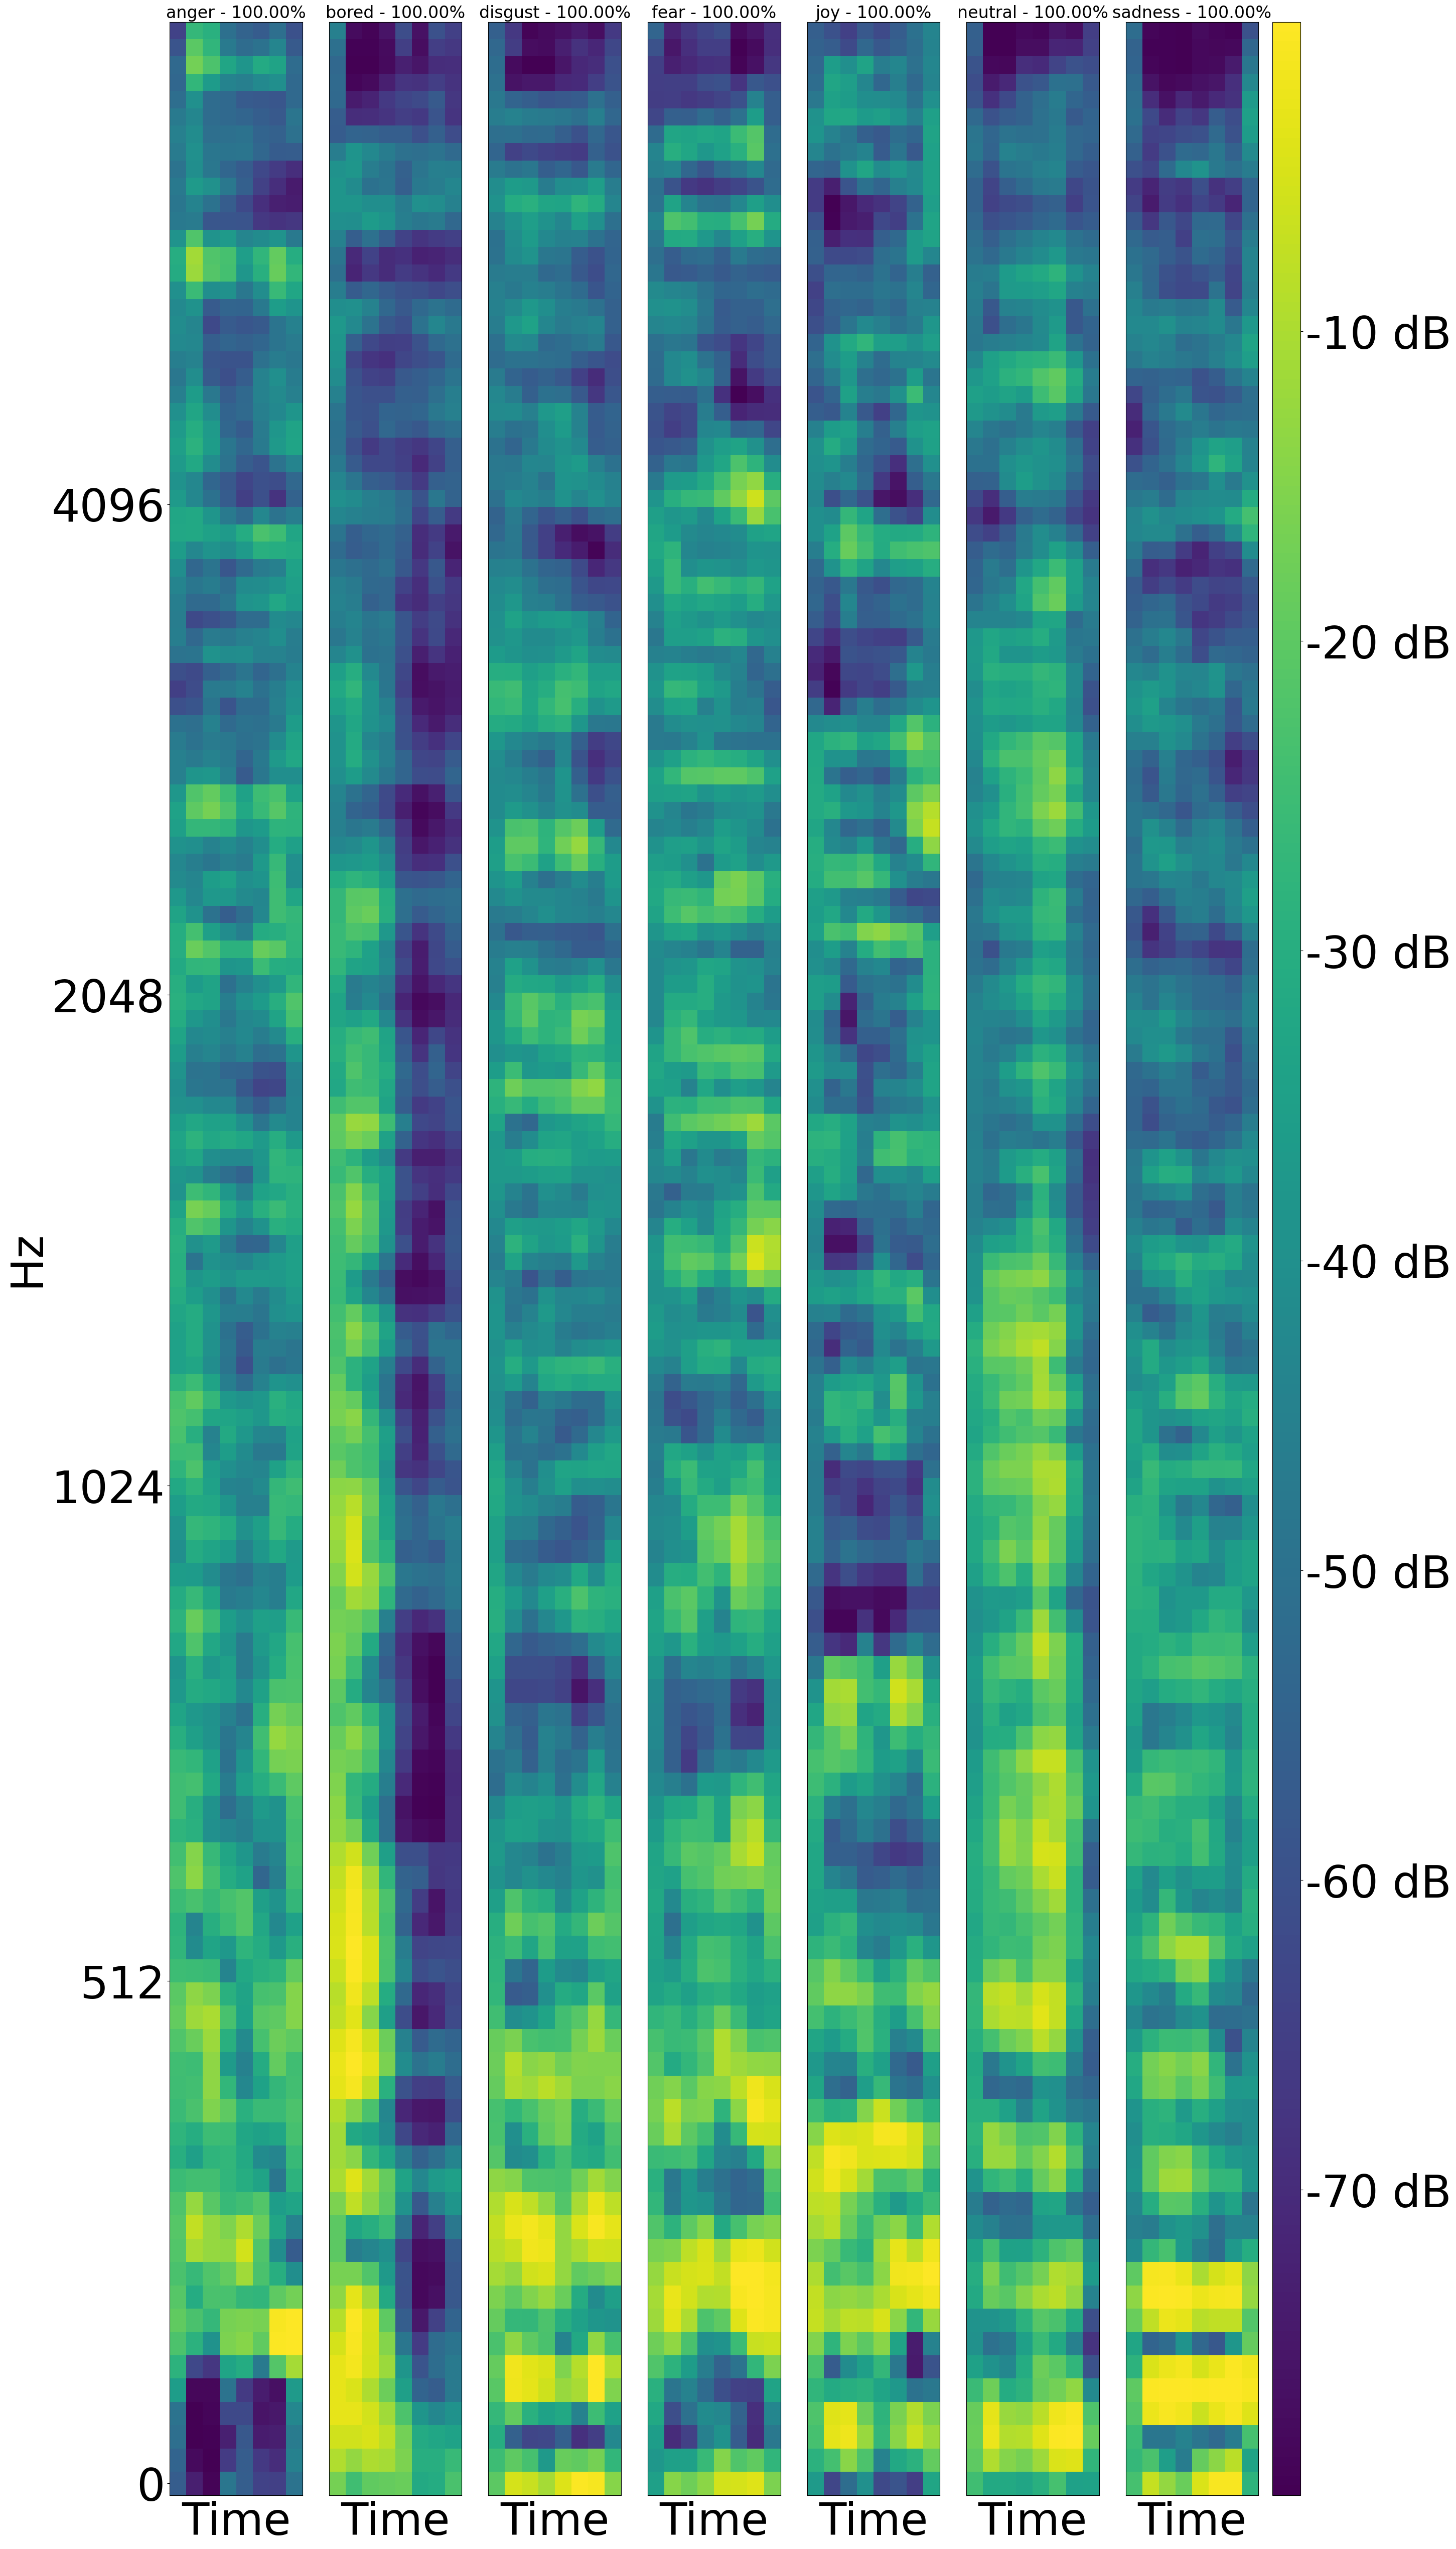 anger - 100.00% bored - 100.00% disgust - 100.00% fear - 100.00% joy - 100.00% neutral - 100.00% sadness - 100.00%
-10 dB
4096
-20 dB
-30 dB
2048
Hz
-40 dB
1024
-50 dB
-60 dB
512
-70 dB
0
Time Time Time Time Time Time Time